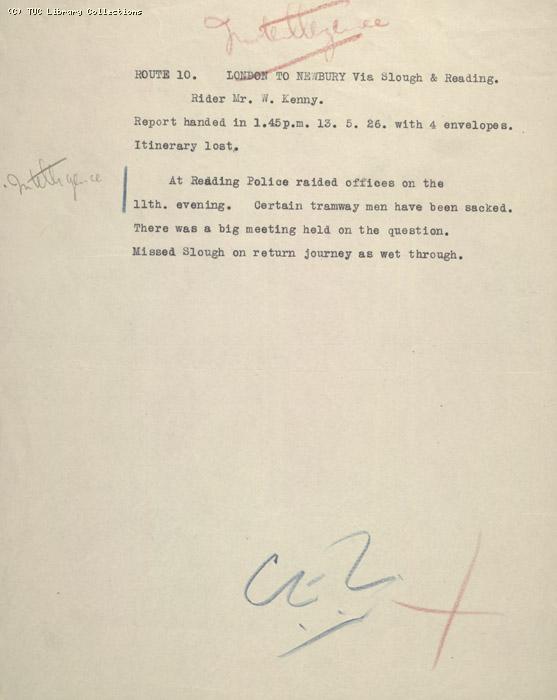 (C) TUC Library Collections
Intelligence
ROUTE 10. LONDON TO NEWBURY Via Slough & Reading.
Rider Mr. W. Kenny.
Report handed in 1.45p.m. 13. 5. 26. with 4 envelopes.
Itinerary lost.
Intelligence
At Reading Police raided offices on the
11th. evening. Certain tramway men have been sacked.
There was a big meeting held on the question.
Missed Slough on return journey as wet through.